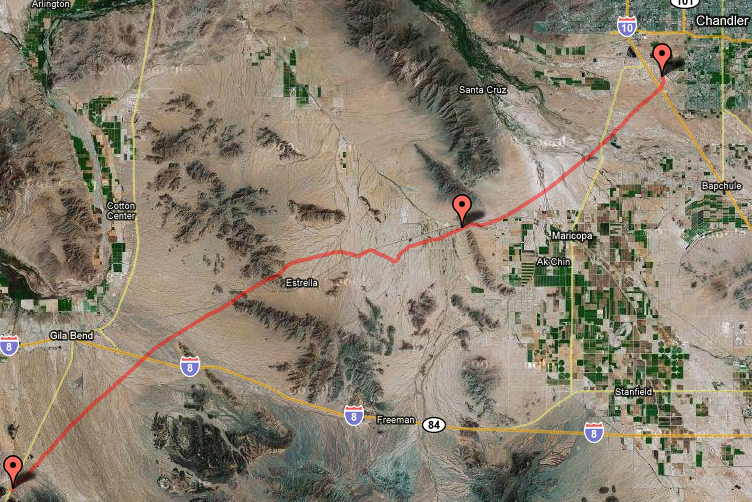 Arlington
101
10
Chandler
Santa Cruz
Bapchule
Cotton
Center
Maricopa
Ak Chin
Estrella
Gila Bend
8
8
Stanfield
8
Freeman
84
8